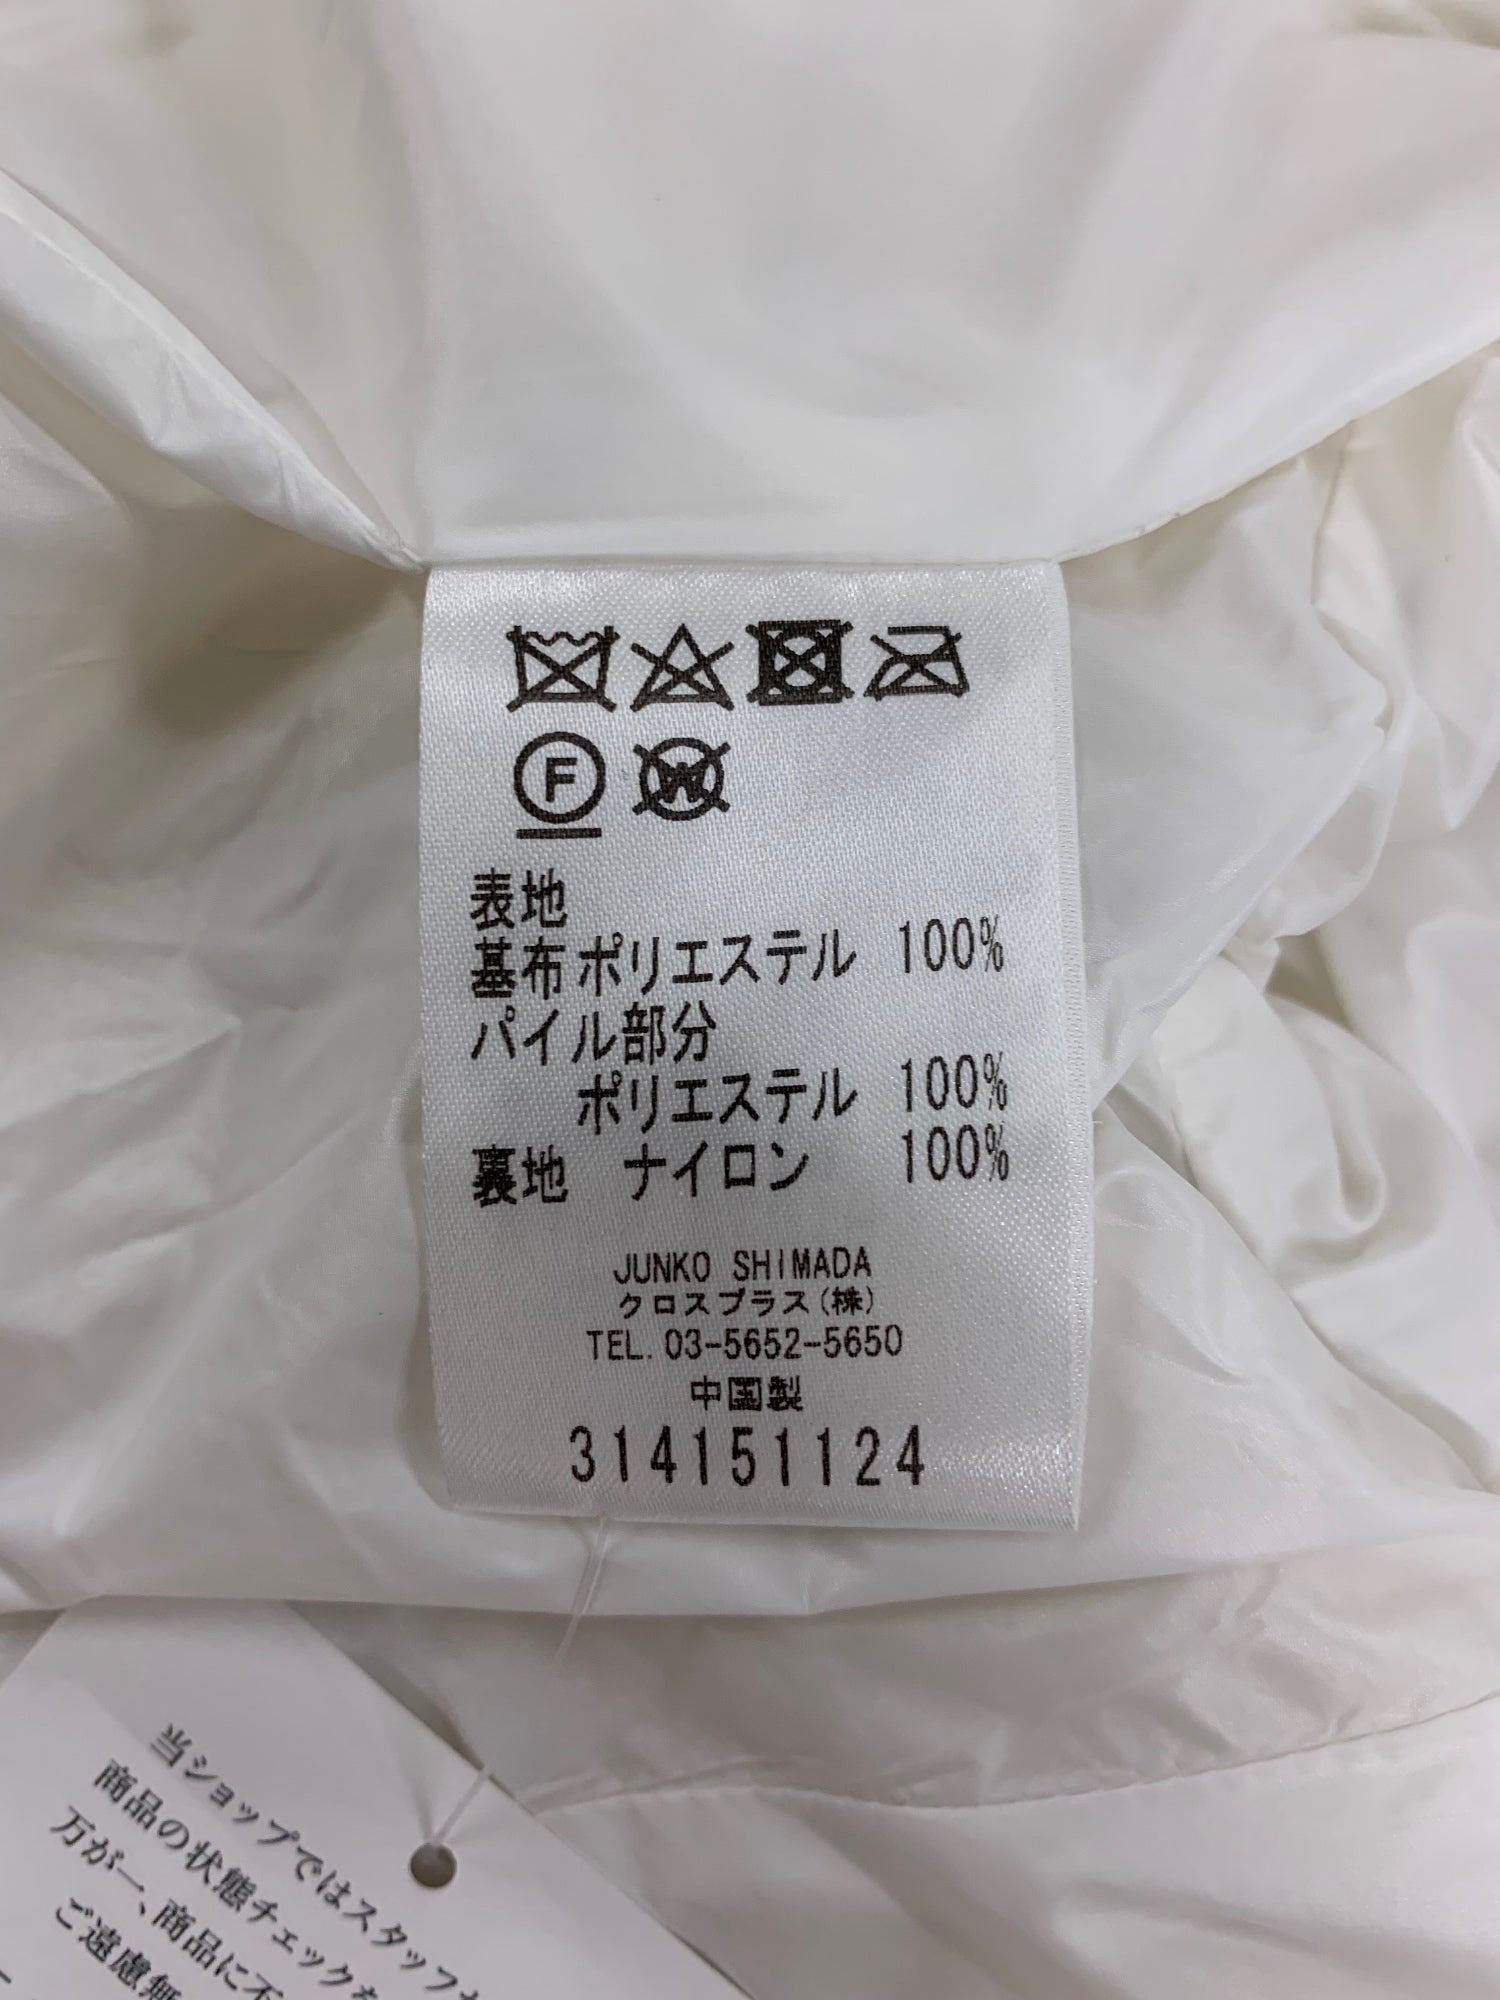 F W
表地
基布ポリエステル 100%
パイル部分
ポリエステル 100%
裏地 ナイロン 100%
JUNKO SHIMADA
クロスプラス(株)
TEL. 03-5652-5650
中国製
314151124
当ショップではスタッフ
商品の状態チェックを
万が一、商品に不
ご遠慮無